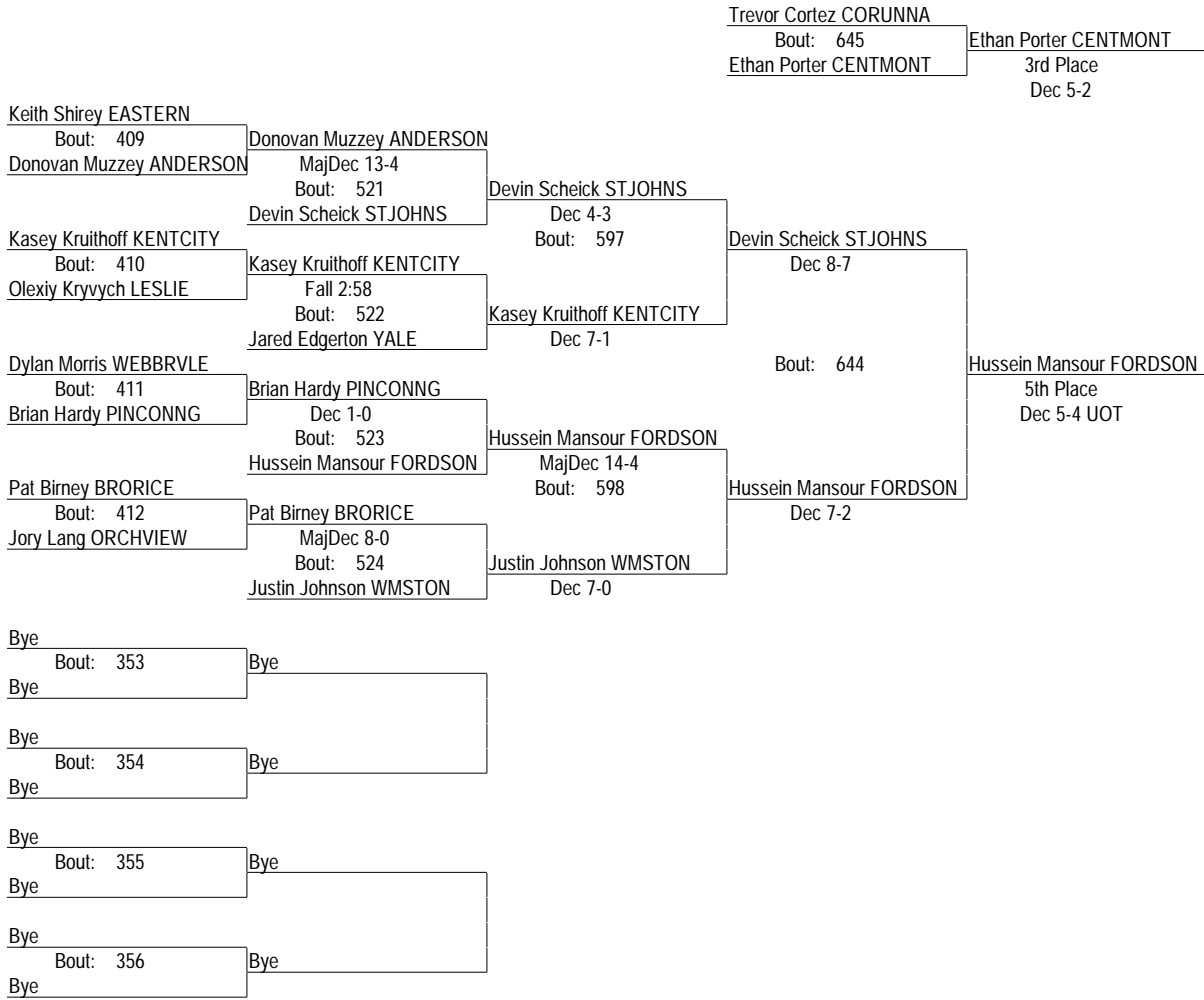 Trevor Cortez CORUNNA
Bout: 645
Ethan Porter CENTMONT
Ethan Porter CENTMONT
3rd Place
Dec 5-2
Keith Shirey EASTERN
Bout: 409
Donovan Muzzey ANDERSON
Donovan Muzzey ANDERSON
MajDec 13-4
Bout: 521
Devin Scheick STJOHNS
Devin Scheick STJOHNS
Dec 4-3
Bout: 597
Kasey Kruithoff KENTCITY
Bout: 410
Olexiy Kryvych LESLIE
Kasey Kruithoff KENTCITY
Fall 2:58
Bout: 522
Jared Edgerton YALE
Kasey Kruithoff KENTCITY
Dec 7-1
Devin Scheick STJOHNS
Dec 8-7
Bout: 644
Dylan Morris WEBBRVLE
Bout: 411
Brian Hardy PINCONNG
Brian Hardy PINCONNG
Dec 1-0
Bout: 523
Hussein Mansour FORDSON
Hussein Mansour FORDSON
MajDec 14-4
Bout: 598
Pat Birney BRORICE
Bout: 412
Jory Lang ORCHVIEW
Pat Birney BRORICE
MajDec 8-0
Bout: 524
Justin Johnson WMSTON
Justin Johnson WMSTON
Dec 7-0
Hussein Mansour FORDSON
Dec 7-2
Hussein Mansour FORDSON
5th Place
Dec 5-4 UOT
Bye
Bout: 353
Bye
Bye
Bye
Bout: 354
Bye
Bye
Bye
Bout: 355
Bye
Bye
Bye
Bout: 356
Bye
Bye